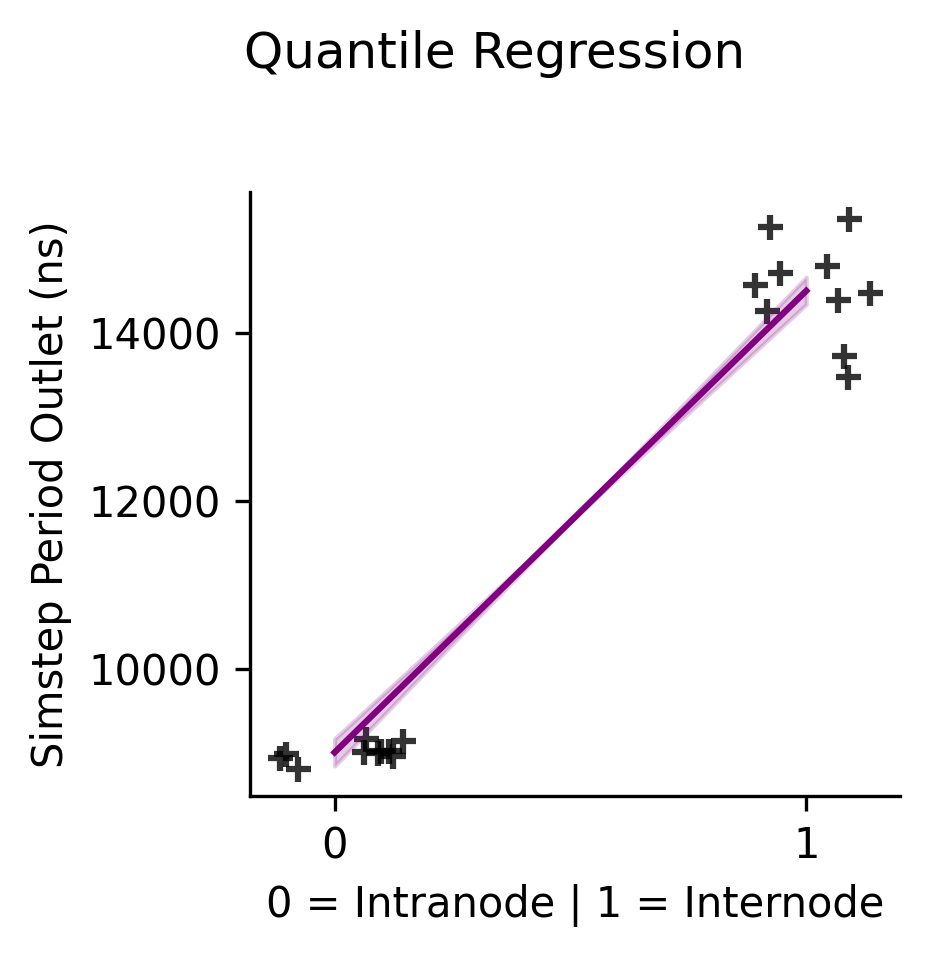 Quantile Regression
Simstep Period Outlet (ns)
14000
12000
10000
0
1
0 = Intranode | 1 = Internode